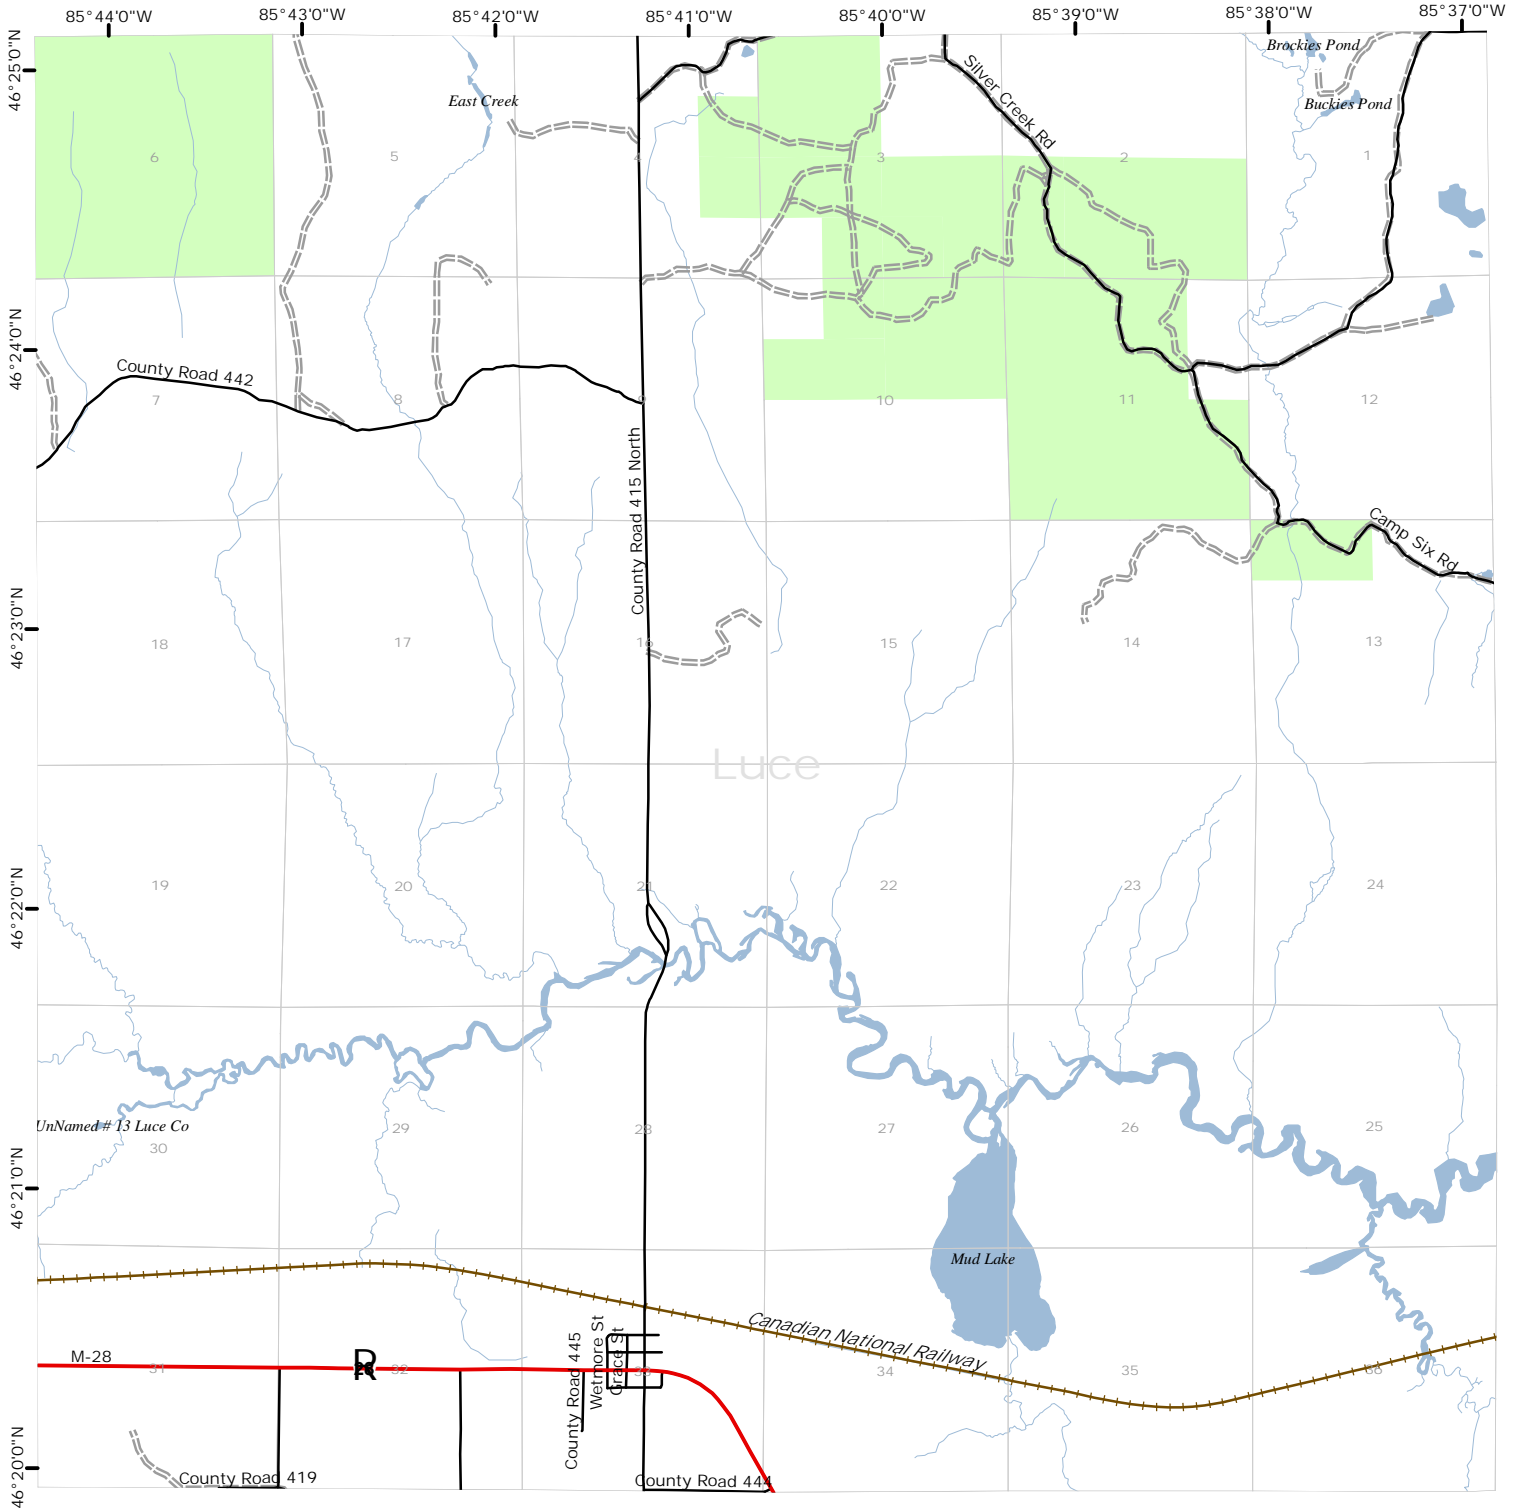 85°44'0"W 85°43'0"W 85°42'0"W 85°41'0"W 85°40'0"W 85°39'0"W 85°38'0"W 85°37'0"W
46°25'0"N
Brockies Pond
Silver Creek Rd
East Creek
Buckies Pond
6 5 4 3 2 1
46°24'0"N
County Road 442
7 8 9 10 11 12
County Road 415 North
Camp Six Rd
46°23'0"N
18 17 16 15 14 13
Luce
19 20 21 22 23 24
46°22'0"N
UnNamed # 13 Luce Co
30 29 28 27 26 25
46°21'0"N
Mud Lake
Canadian National Railway
M-28
R
31 32 33 34 35 36
County Road 445
Wetmore St
Grace St
46°20'0"N
County Road 419
County Road 444